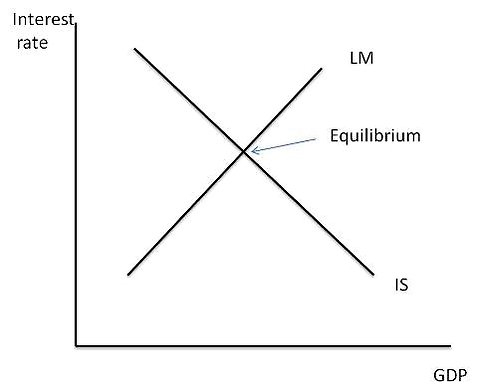 Interest
rate
LM
Equilibrium
IS
GDP